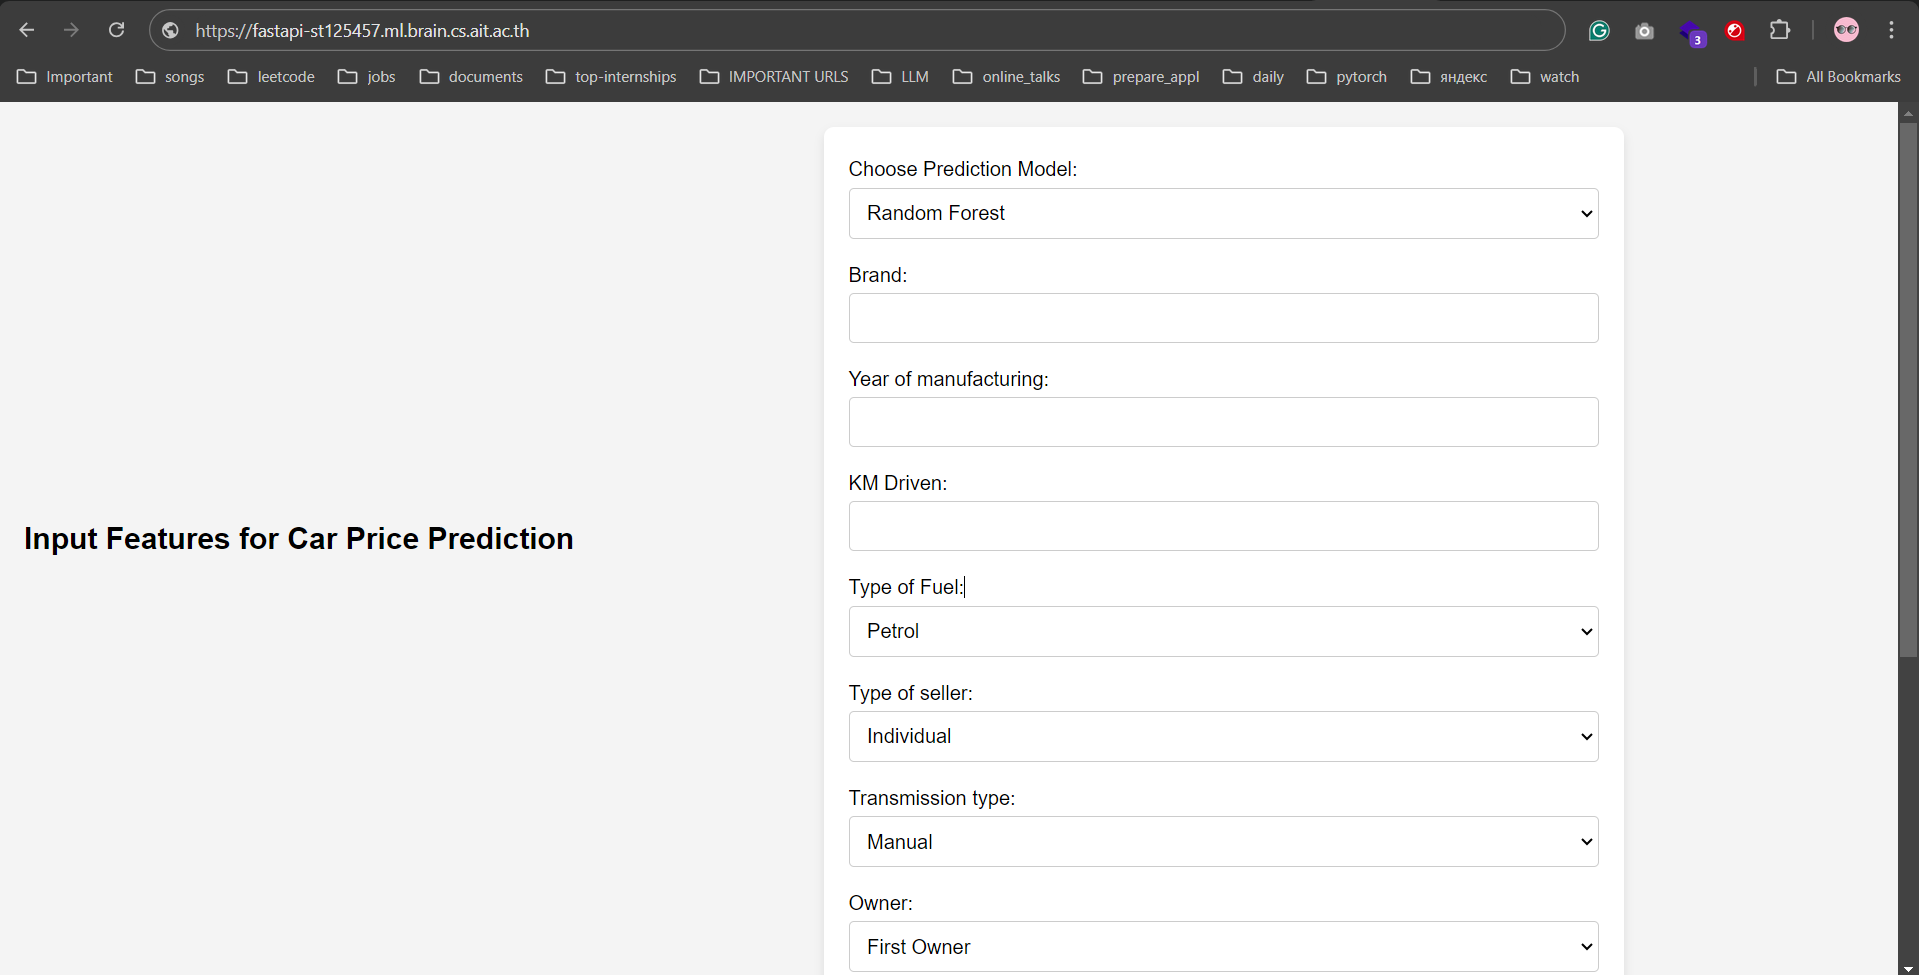 https://fastapi-st125457.ml.brain.cs.ait.ac.th
3
Important songs leetcode jobs documents top-internships IMPORTANT URLS LLM online_talks prepare_appl daily pytorch яндекс watch All Bookmarks
Choose Prediction Model:
Random Forest
Brand:
Year of manufacturing:
KM Driven:
Input Features for Car Price Prediction
Type of Fuel:
Petrol
Type of seller:
Individual
Transmission type:
Manual
Owner:
First Owner